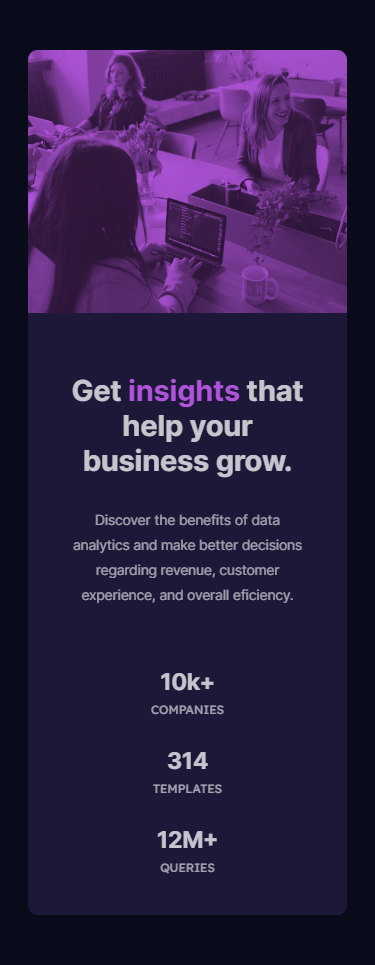 Get insights that
help your
business grow.
Discover the benefits of data
analytics and make better decisions
regarding revenue, customer
experience, and overall eficiency.
10k+
COMPANIES
314
TEMPLATES
12M+
QUERIES